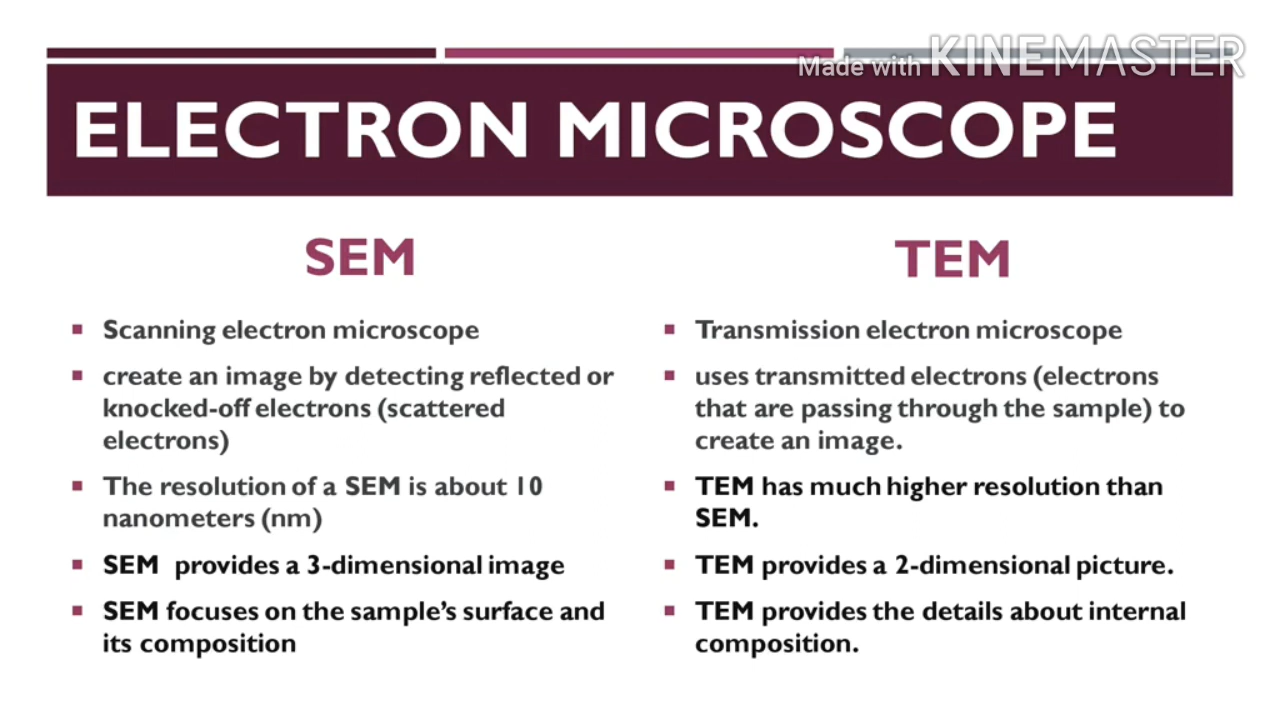 Made with KINEMASTER
ELECTRON MICROSCOPE
SEM
Scanning electron microscope
create an image by detecting reflected or
knocked-off electrons (scattered
electrons)
The resolution of a SEM is about 10
nanometers (nm)
SEM provides a 3-dimensional image
SEM focuses on the sample's surface and
its composition
TEM
Transmission electron microscope
uses transmitted electrons (electrons
that are passing through the sample) to
create an image.
TEM has much higher resolution than
SEM.
TEM provides a 2-dimensional picture.
TEM provides the details about internal
composition.